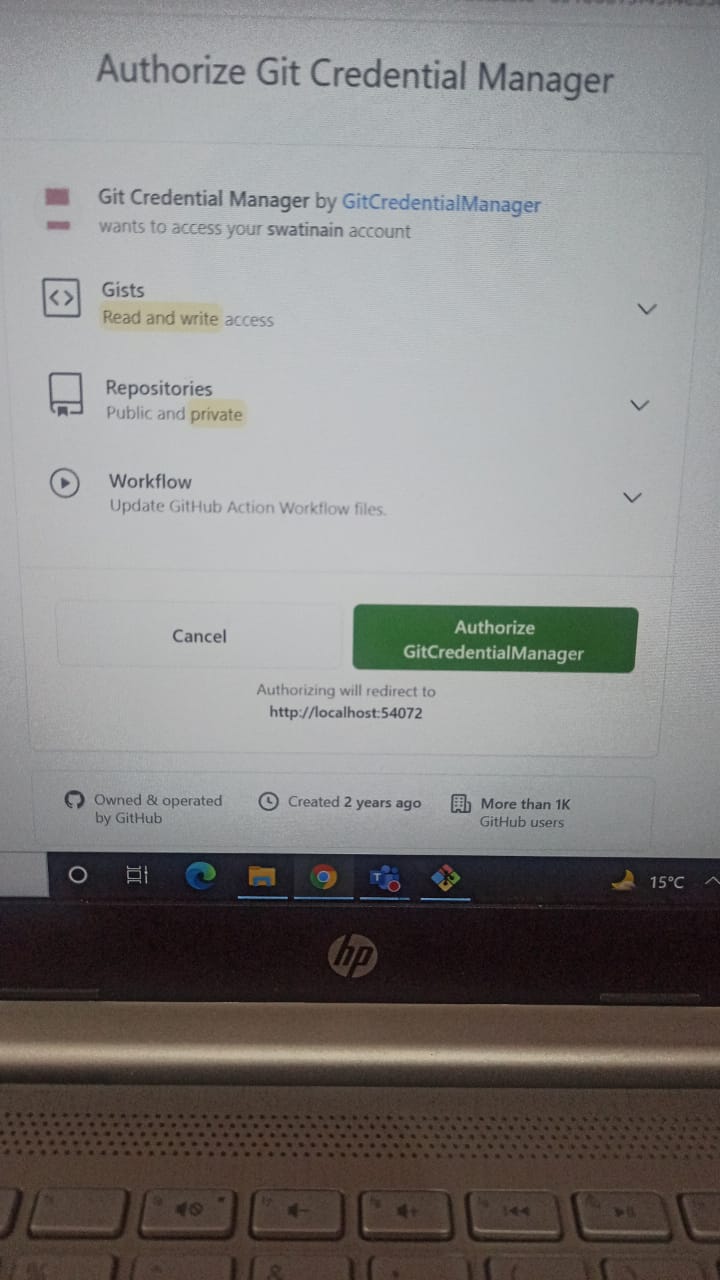 Authorize Git Credential Manager
Git Credential Manager by GitCredentialManager
wants to access your swatinain account
Gists
Read and write access
Repositories
Public and private
Workflow
Update GitHub Action Workflow files.
Cancel
Authorize
GitCredentialManager
Authorizing will redirect to
http://localhost:54072
Owned & operated
by GitHub
Created 2 years ago
More than 1K
GitHub users
15°C
hp